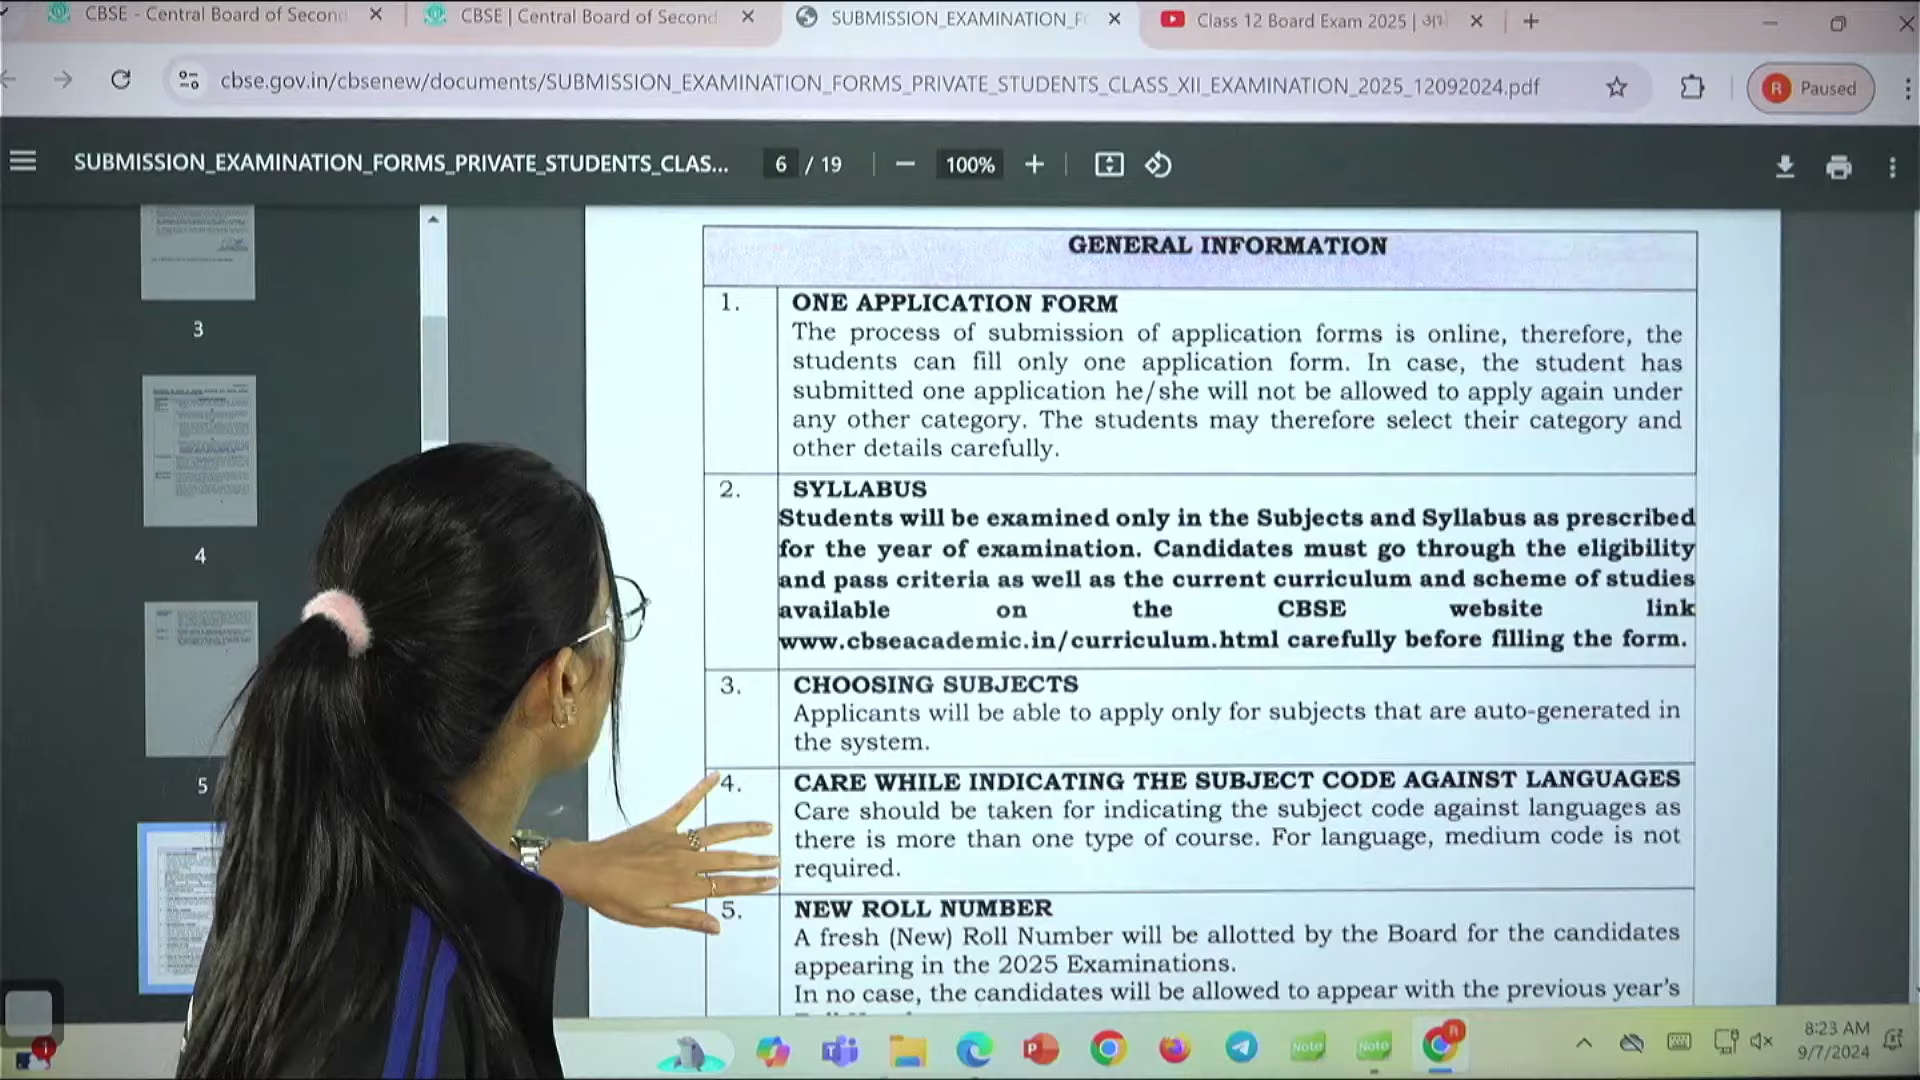 CBSE - Central Board of Second
CBSE | Central Board of Second
SUBMISSION_EXAMINATION_F
Class 12 Board Exam 2025 |
cbse.gov.in/cbsenew/documents/SUBMISSION_EXAMINATION_FORMS_PRIVATE_STUDENTS_CLASS_XII_EXAMINATION_2025_12092024.pdf
R Paused
SUBMISSION_EXAMINATION_FORMS_PRIVATE_STUDENTS_CLAS...
6 / 19
100%
3
4
5
GENERAL INFORMATION
1. ONE APPLICATION FORM
The process of submission of application forms is online, therefore, the
students can fill only one application form. In case, the student has
submitted one application he/she will not be allowed to apply again under
any other category. The students may therefore select their category and
other details carefully.
2. SYLLABUS
Students will be examined only in the Subjects and Syllabus as prescribed
for the year of examination. Candidates must go through the eligibility
and pass criteria as well as the current curriculum and scheme of studies
available on the CBSE website link
www.cbseacademic.in/curriculum.html carefully before filling the form.
3. CHOOSING SUBJECTS
Applicants will be able to apply only for subjects that are auto-generated in
the system.
4. CARE WHILE INDICATING THE SUBJECT CODE AGAINST LANGUAGES
Care should be taken for indicating the subject code against languages as
there is more than one type of course. For language, medium code is not
required.
5. NEW ROLL NUMBER
A fresh (New) Roll Number will be allotted by the Board for the candidates
appearing in the 2025 Examinations.
In no case, the candidates will be allowed to appear with the previous year's
Note
Note
R
8:23 AM
9/7/2024
1